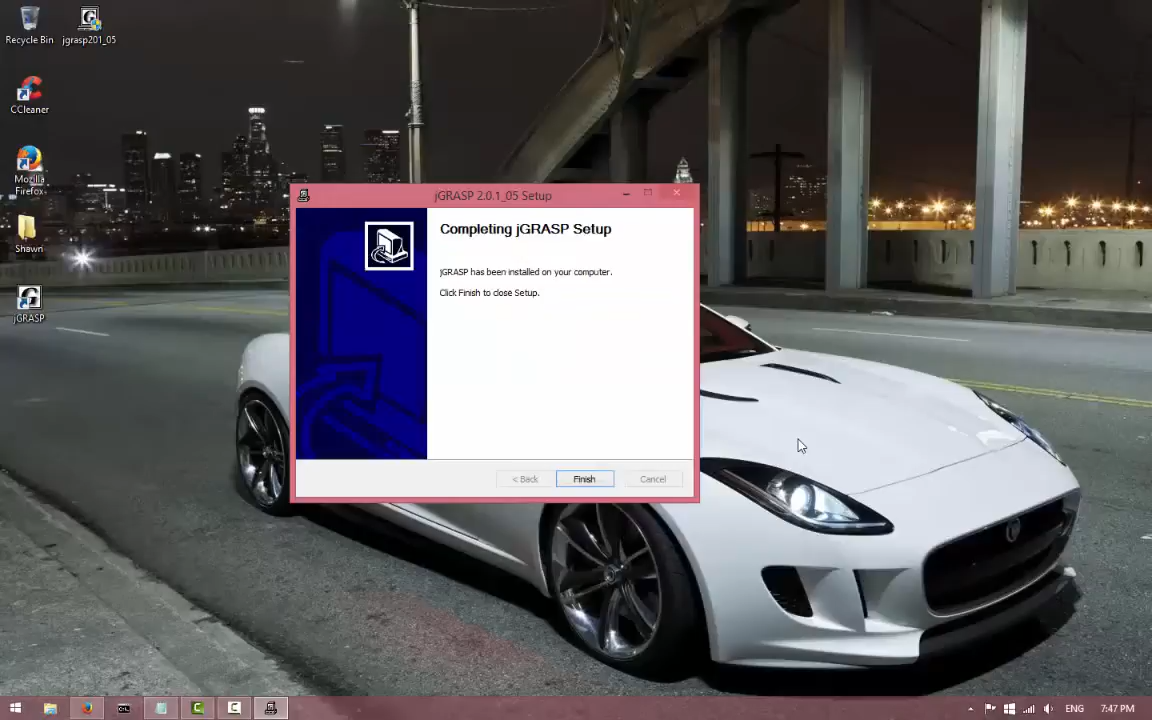 Recycle Bin
jgrasp201_05
CCleaner
Mozilla
Firefox
Shawn
jGRASP
jGRASP 2.0.1_05 Setup
Completing jGRASP Setup
jGRASP has been installed on your computer.
Click Finish to close Setup.
< Back
Finish
Cancel
ENG
7:47 PM